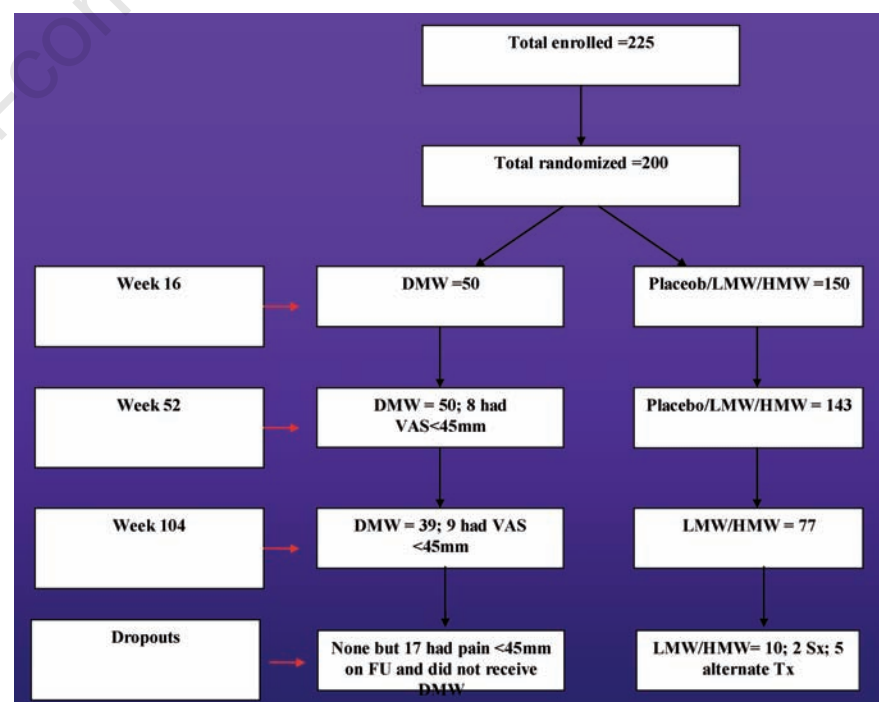 Total enrolled =225
Total randomized =200
Week 16
DMW =50
Placeob/LMW/HMW =150
Week 52
DMW = 50; 8 had
VAS<45mm
Placebo/LMW/HMW = 143
Week 104
DMW = 39; 9 had VAS
<45mm
LMW/HMW = 77
Dropouts
None but 17 had pain <45mm
on FU and did not receive
DMW
LMW/HMW= 10; 2 Sx; 5
alternate Tx